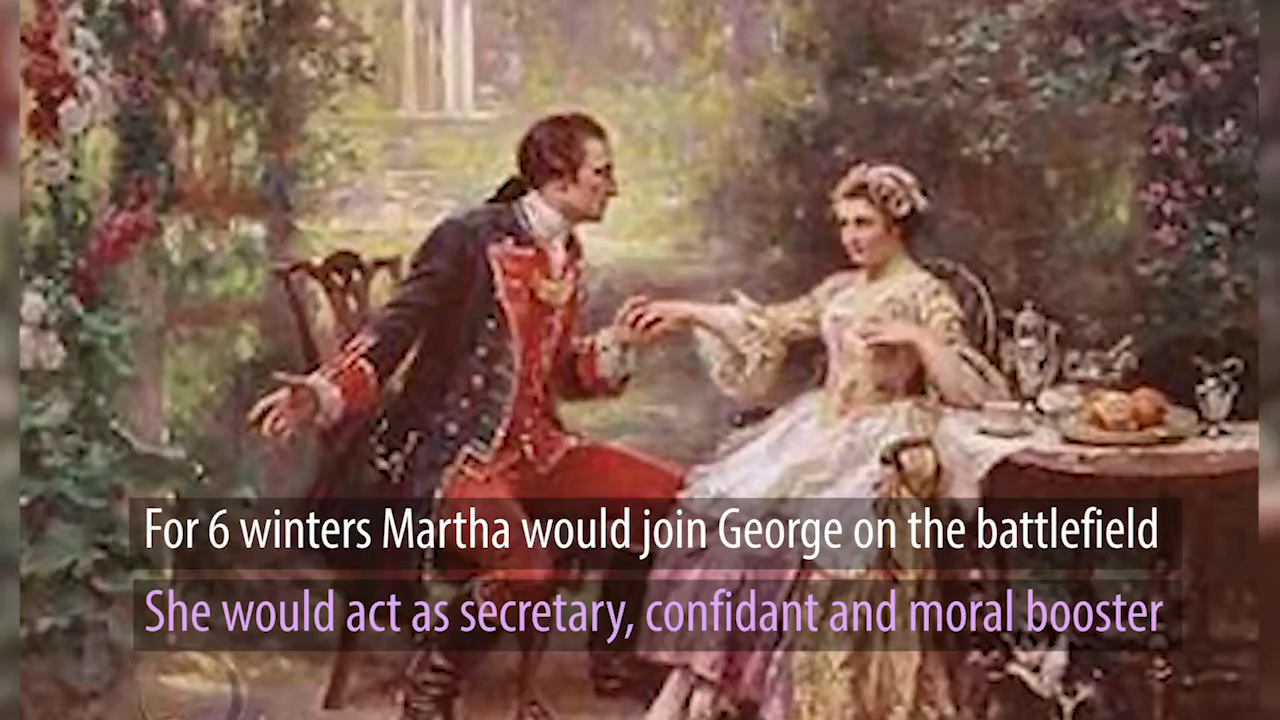 For 6 winters Martha would join George on the battlefield
She would act as secretary, confidant and moral booster